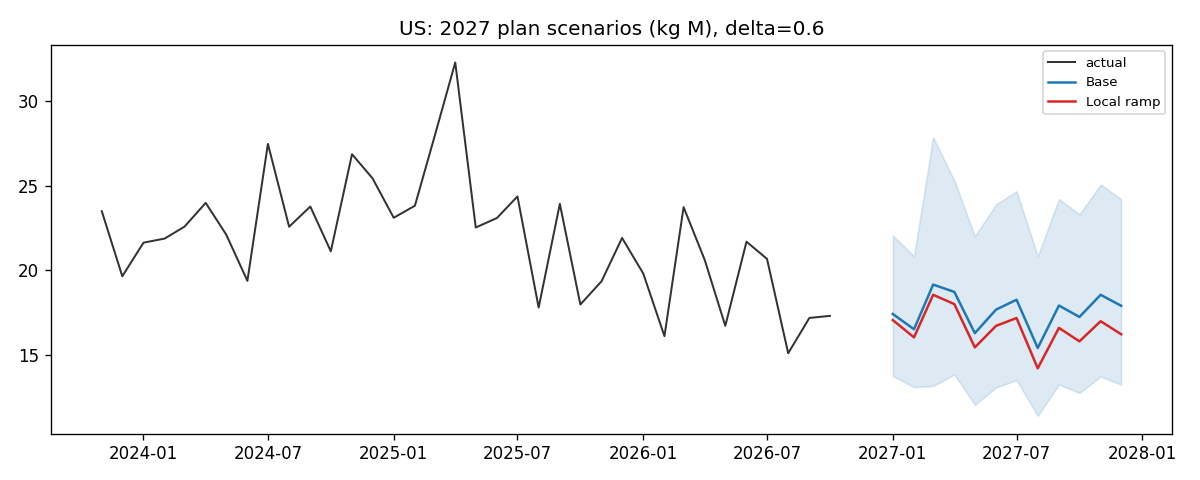 US: 2027 plan scenarios (kg M), delta=0.6
actual
Base
Local ramp
30
25
20
15
2024-01 2024-07 2025-01 2025-07 2026-01 2026-07 2027-01 2027-07 2028-01